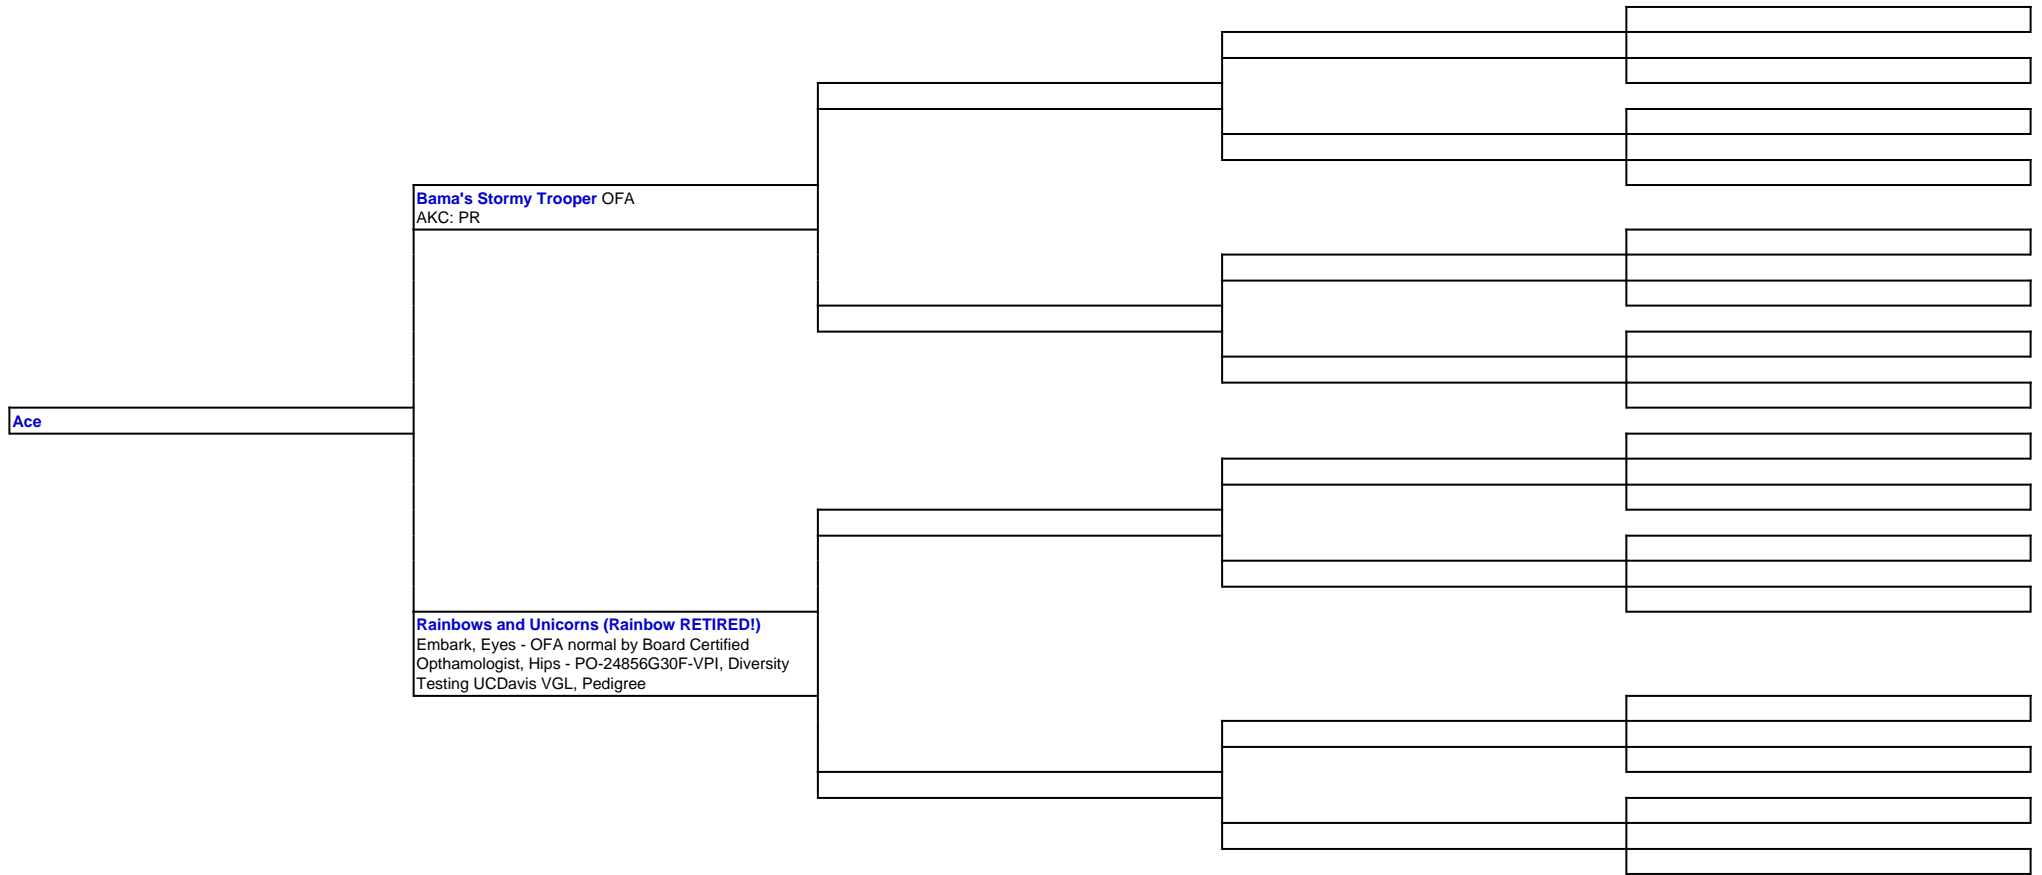 Bama's Stormy Trooper OFA
AKC: PR
Ace
Rainbows and Unicorns (Rainbow RETIRED!)
Embark, Eyes - OFA normal by Board Certified
Opthamologist, Hips - PO-24856G30F-VPI, Diversity
Testing UCDavis VGL, Pedigree